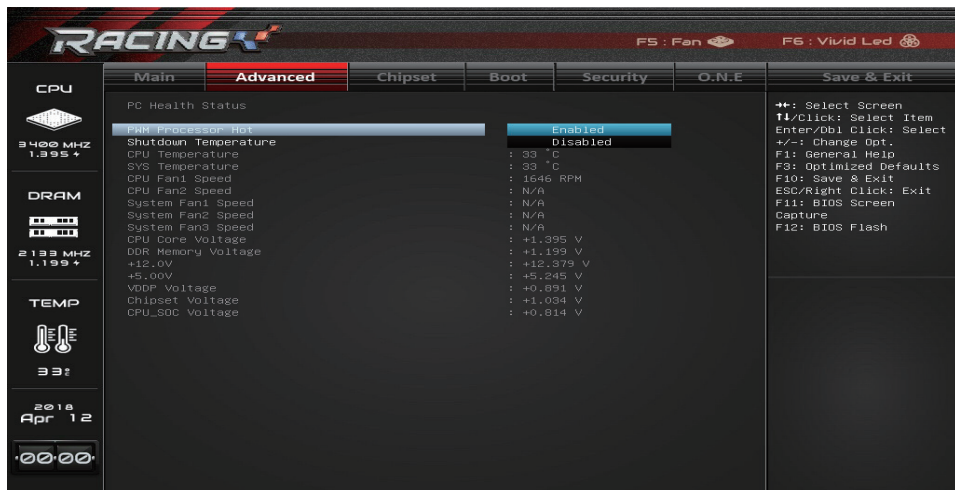 RACING
F5 : Fan
F6 : Vivid Led
Main Advanced Chipset Boot Security O.N.E Save & Exit
CPU
3400 MHZ
1.395 v
DRAM
2133 MHZ
1.199 v
TEMP
33℃
2018
Apr 12
00:00
PC Health Status
PWM Processor Hot Enabled
Shutdown Temperature Disabled
CPU Temperature : 33 ˚C
SYS Temperature : 33 ˚C
CPU Fan1 Speed : 1646 RPM
CPU Fan2 Speed : N/A
System Fan1 Speed : N/A
System Fan2 Speed : N/A
System Fan3 Speed : N/A
CPU Core Voltage : +1.395 V
DDR Memory Voltage : +1.199 V
+12.0V : +12.379 V
+5.00V : +5.245 V
VDDP Voltage : +0.891 V
Chipset Voltage : +1.034 V
CPU_SOC Voltage : +0.814 V
→←: Select Screen
↑↓/Click: Select Item
Enter/Dbl Click: Select
+/-: Change Opt.
F1: General Help
F3: Optimized Defaults
F10: Save & Exit
ESC/Right Click: Exit
F11: BIOS Screen
Capture
F12: BIOS Flash